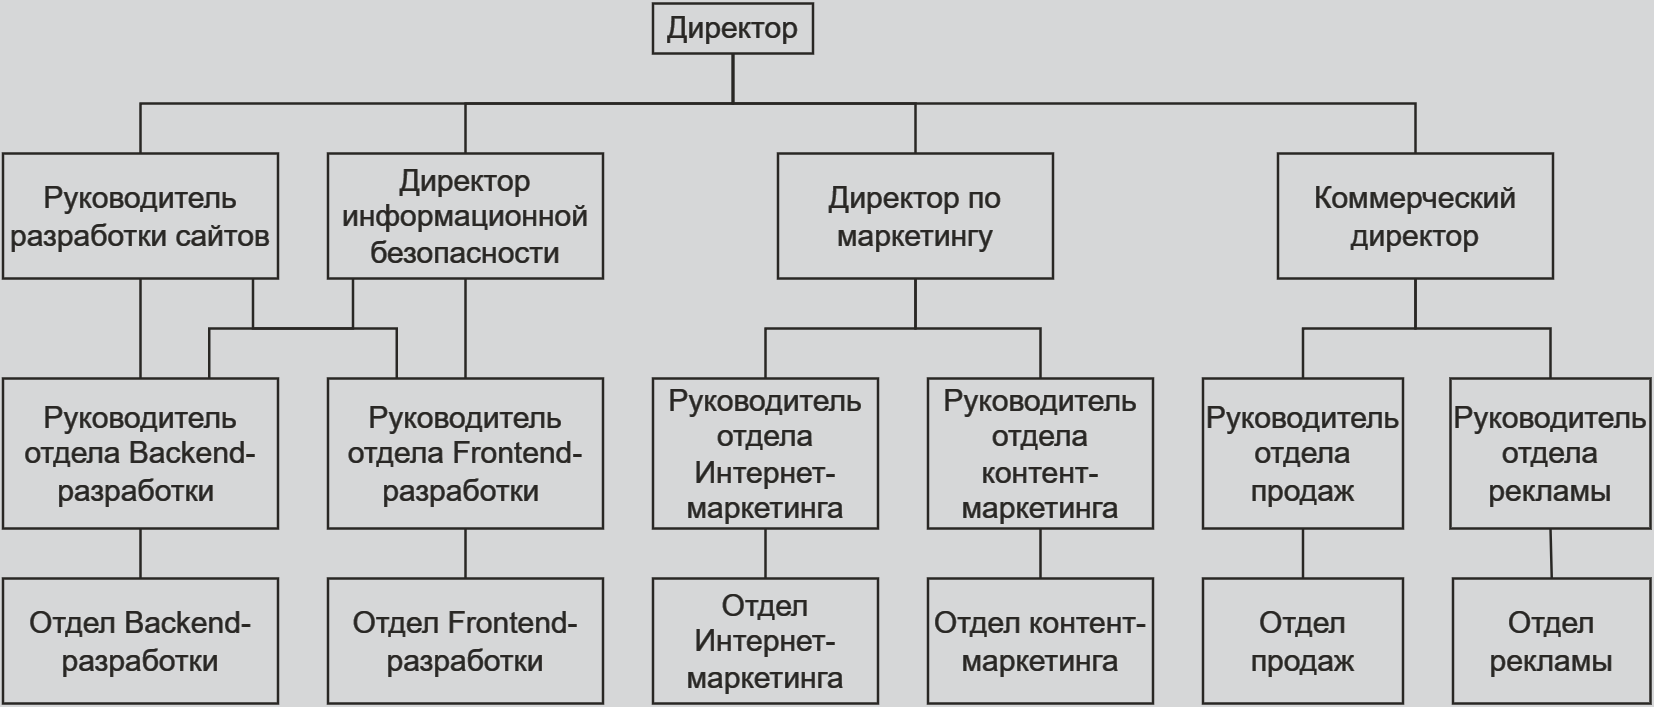 Директор
Руководитель
разработки сайтов
Директор
информационной
безопасности
Директор по
маркетингу
Коммерческий
директор
Руководитель
отдела Backend-
разработки
Руководитель
отдела Frontend-
разработки
Руководитель
отдела
Интернет-
маркетинга
Руководитель
отдела
контент-
маркетинга
Руководитель
отдела
продаж
Руководитель
отдела
рекламы
Отдел Backend-
разработки
Отдел Frontend-
разработки
Отдел
Интернет-
маркетинга
Отдел контент-
маркетинга
Отдел
продаж
Отдел
рекламы